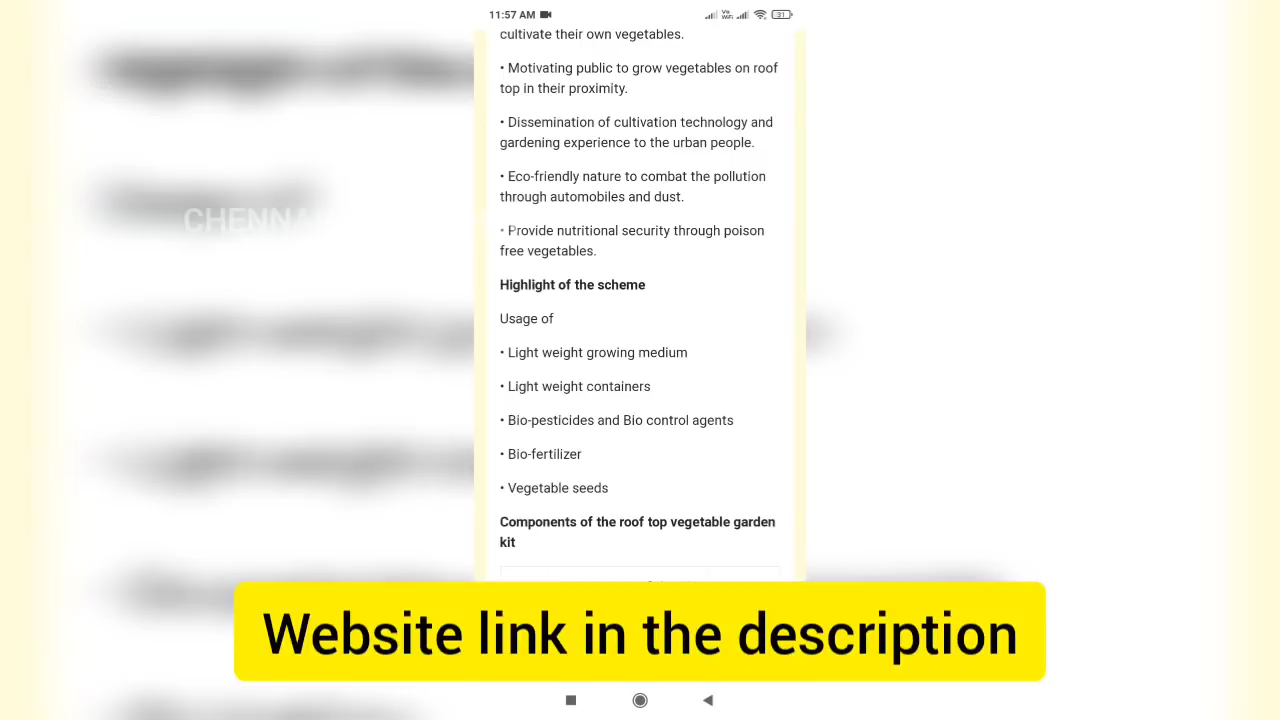 11:57 AM
Vo
WiFi
31
cultivate their own vegetables.
• Motivating public to grow vegetables on roof
top in their proximity.
• Dissemination of cultivation technology and
gardening experience to the urban people.
• Eco-friendly nature to combat the pollution
through automobiles and dust.
CHENNA
• Provide nutritional security through poison
free vegetables.
Highlight of the scheme
Usage of
• Light weight growing medium
• Light weight containers
• Bio-pesticides and Bio control agents
• Bio-fertilizer
• Vegetable seeds
Components of the roof top vegetable garden
kit
Website link in the description